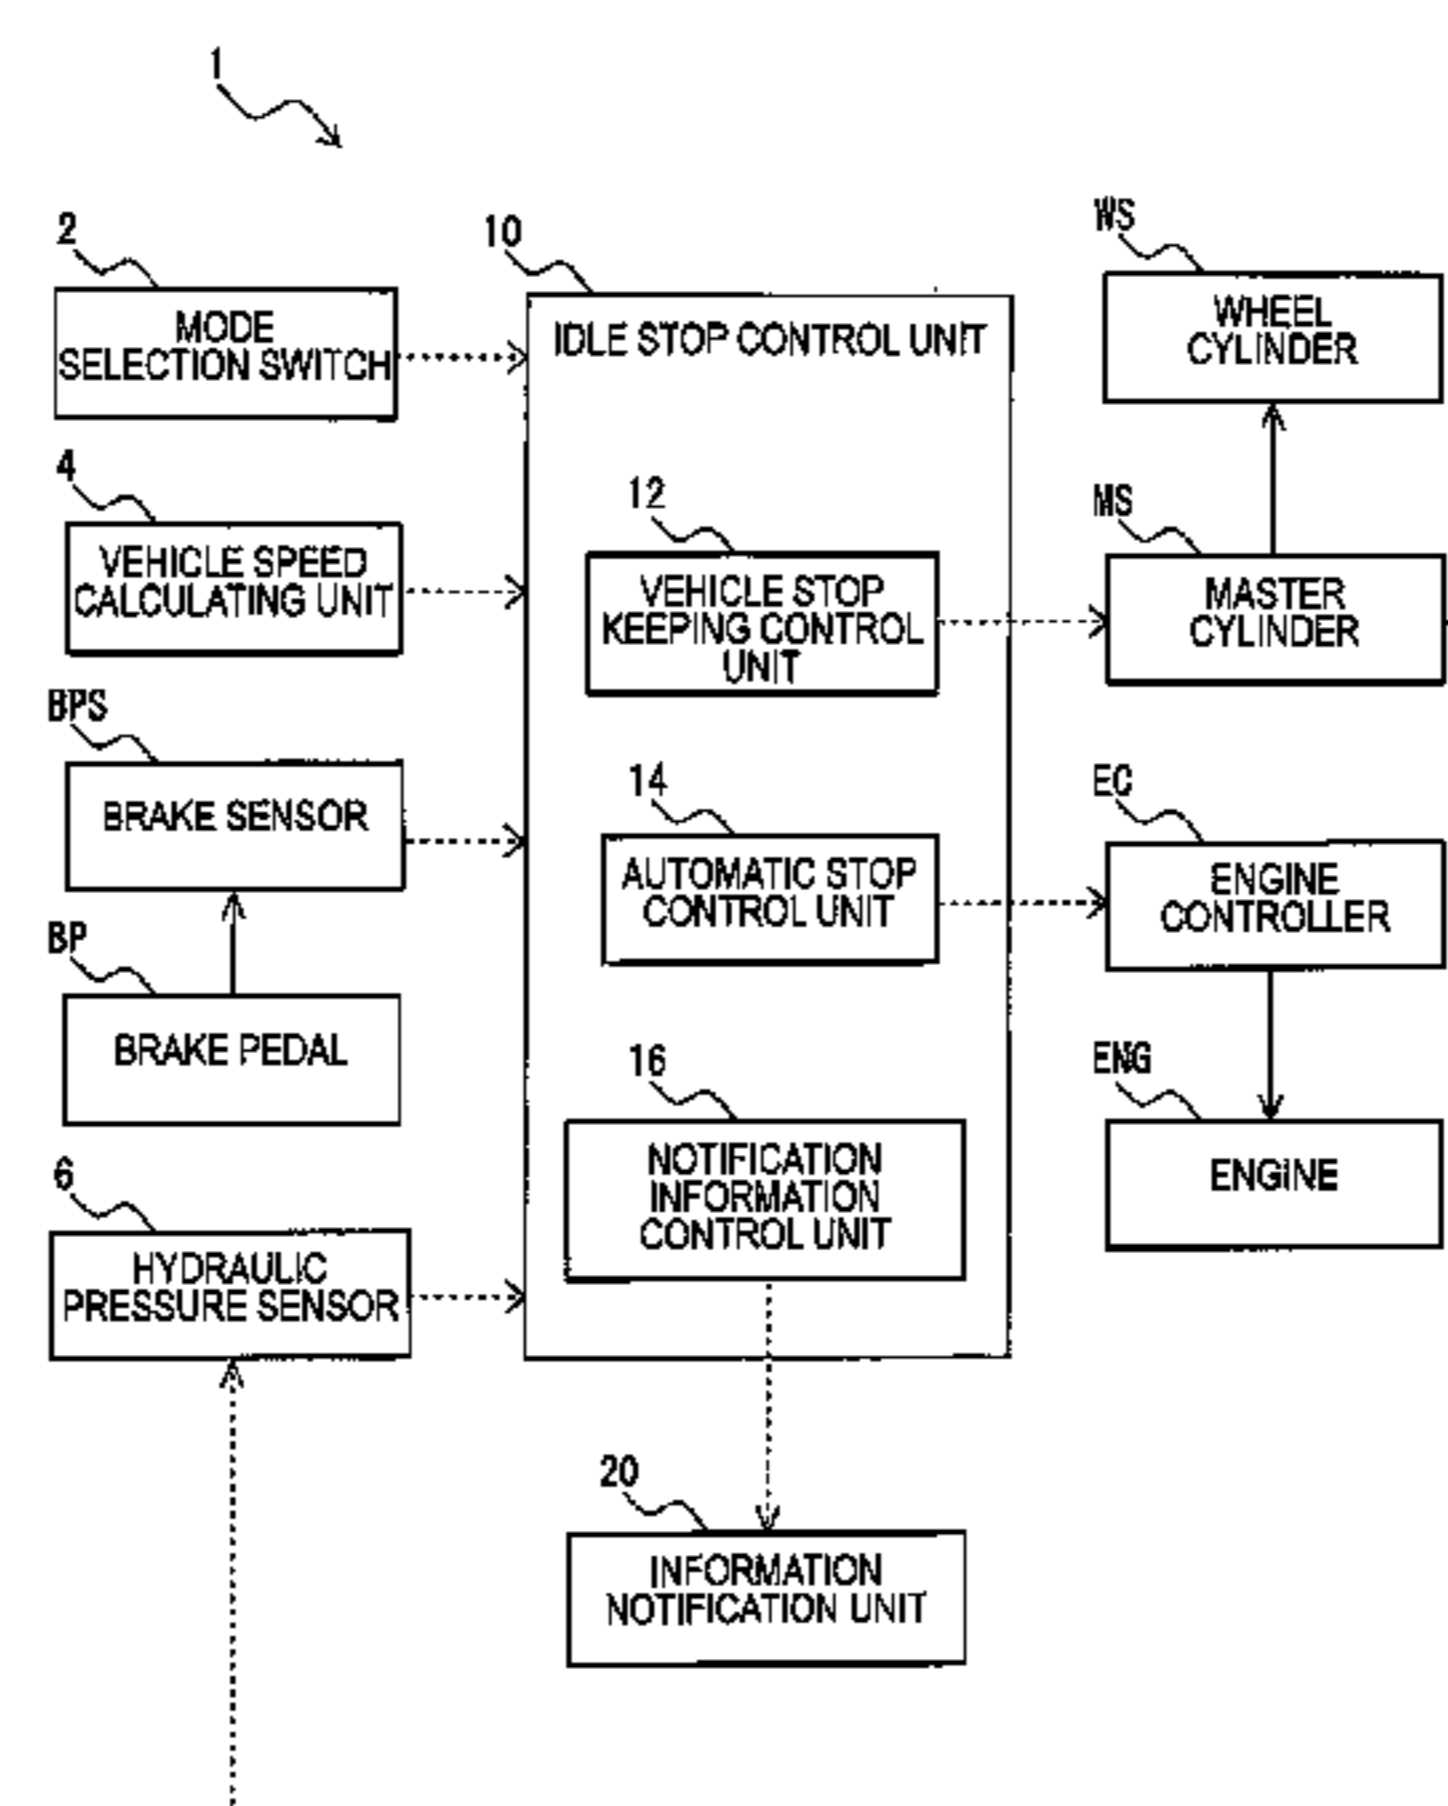 1
2
MODE
SELECTION SWITCH
4
VEHICLE SPEED
CALCULATING UNIT
BPS
BRAKE SENSOR
BP
BRAKE PEDAL
6
HYDRAULIC
PRESSURE SENSOR
10
IDLE STOP CONTROL UNIT
12
VEHICLE STOP
KEEPING CONTROL
UNIT
14
AUTOMATIC STOP
CONTROL UNIT
16
NOTIFICATION
INFORMATION
CONTROL UNIT
20
INFORMATION
NOTIFICATION UNIT
WS
WHEEL
CYLINDER
MS
MASTER
CYLINDER
EC
ENGINE
CONTROLLER
ENG
ENGINE